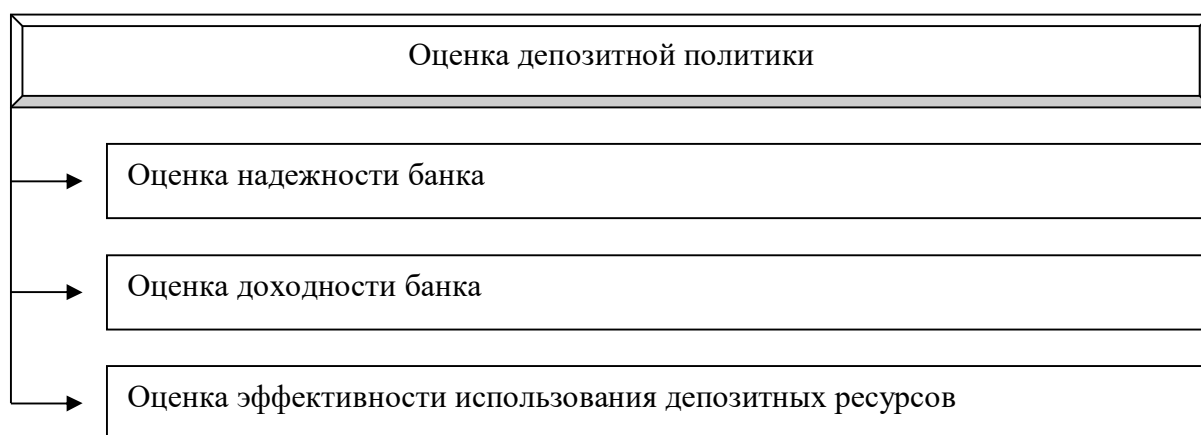 Оценка депозитной политики
Оценка надежности банка
Оценка доходности банка
Оценка эффективности использования депозитных ресурсов